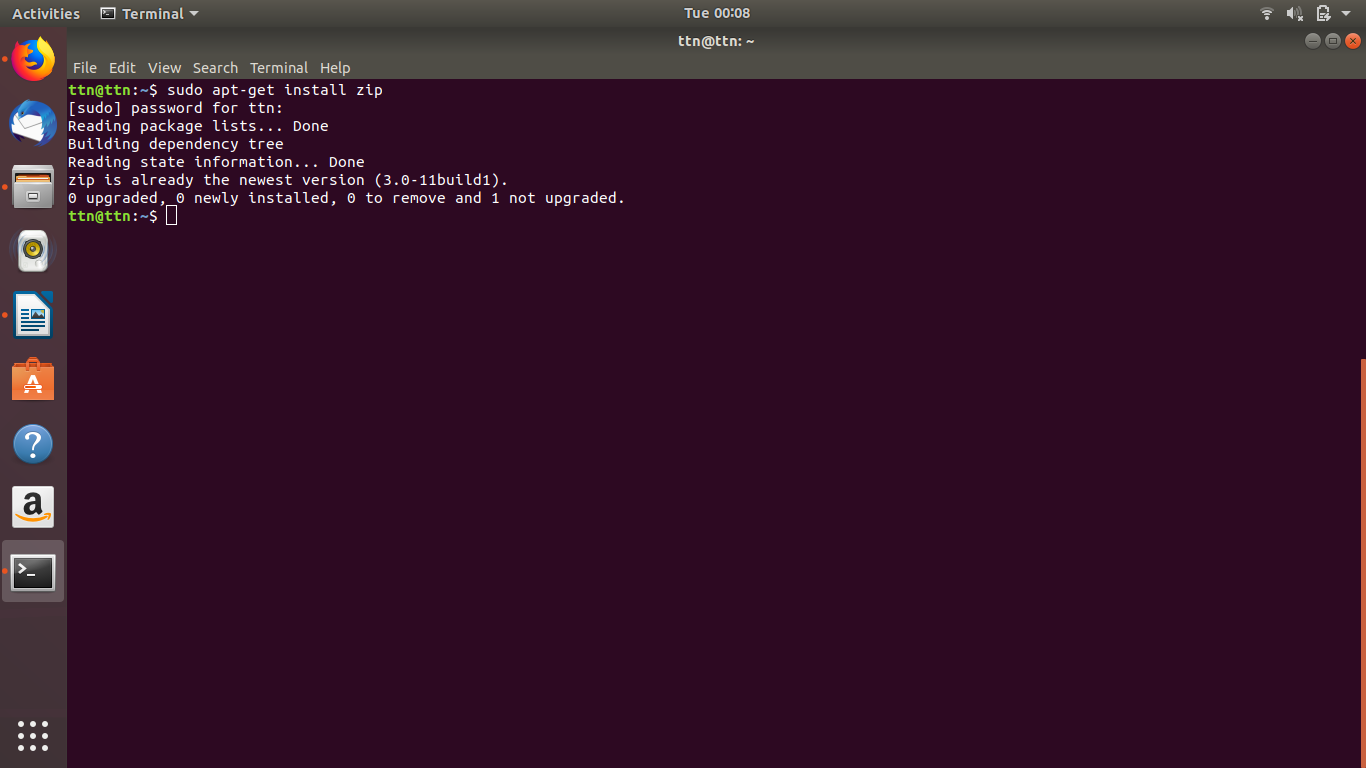 Activities Terminal Tue 00:08
ttn@ttn: ~
File Edit View Search Terminal Help
ttn@ttn:~$ sudo apt-get install zip
[sudo] password for ttn:
Reading package lists... Done
Building dependency tree
Reading state information... Done
zip is already the newest version (3.0-11build1).
0 upgraded, 0 newly installed, 0 to remove and 1 not upgraded.
ttn@ttn:~$